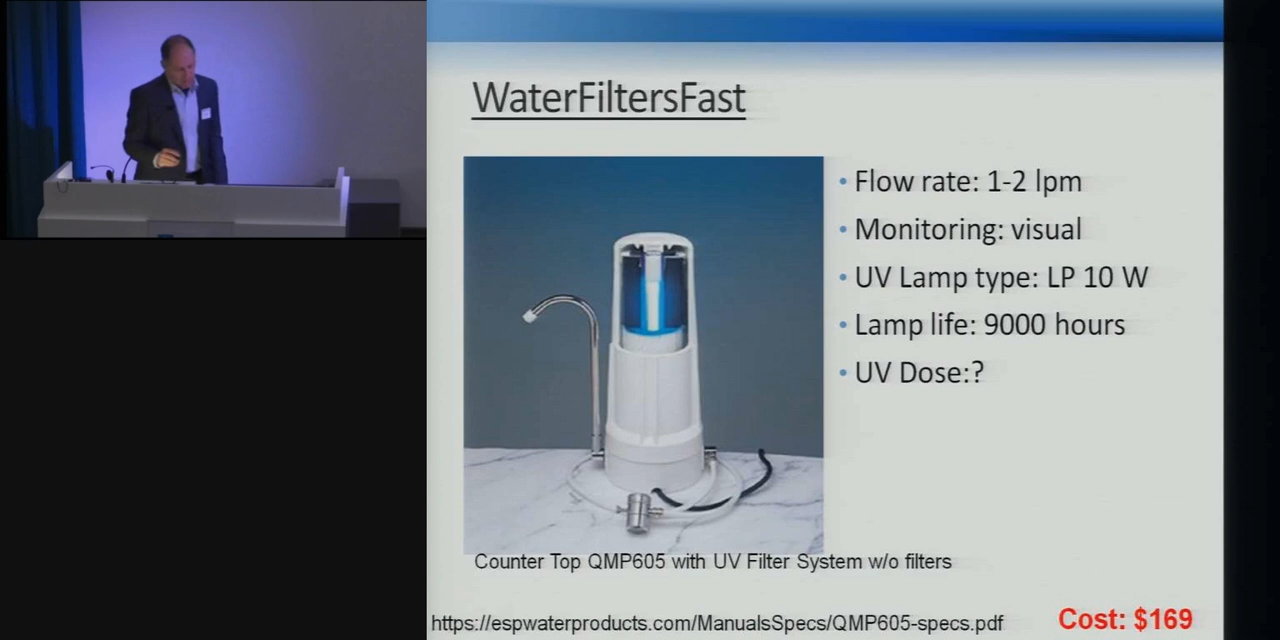 WaterFiltersFast
• Flow rate: 1-2 lpm
• Monitoring: visual
• UV Lamp type: LP 10 W
• Lamp life: 9000 hours
• UV Dose:?
Counter Top QMP605 with UV Filter System w/o filters
https://espwaterproducts.com/ManualsSpecs/QMP605-specs.pdf
Cost: $169